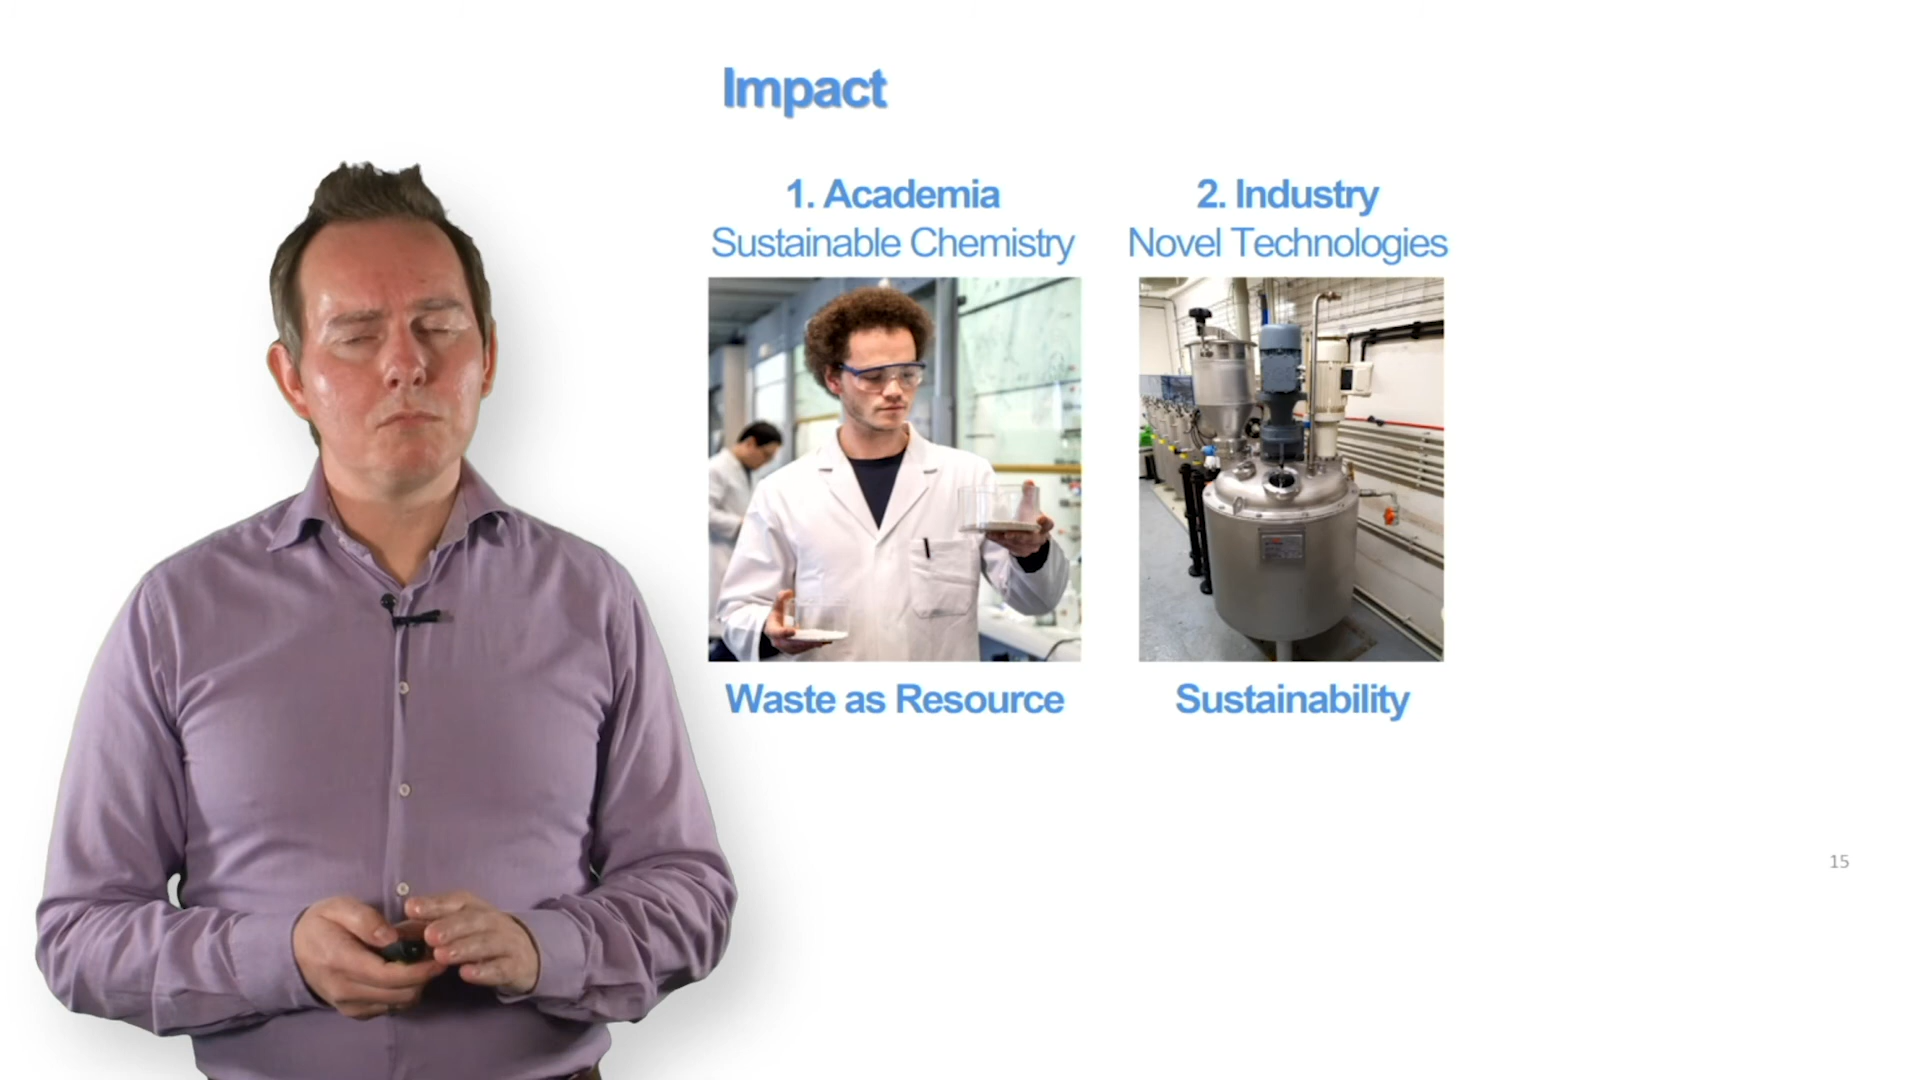 Impact
1. Academia
Sustainable Chemistry
2. Industry
Novel Technologies
Waste as Resource
Sustainability
15